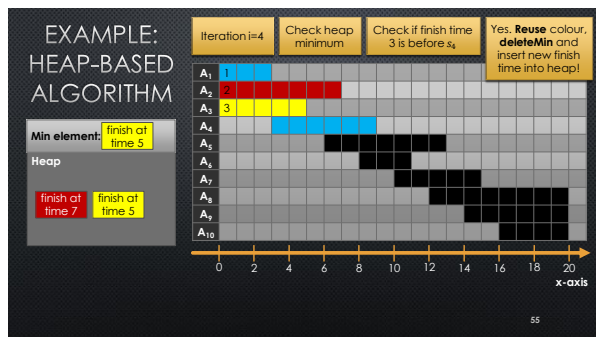 EXAMPLE:
HEAP-BASED
ALGORITHM
Iteration i=4
Check heap
minimum
Check if finish time
3 is before s₄
Yes. Reuse colour,
deleteMin and
insert new finish
time into heap!
Min element:
finish at
time 5
Heap
finish at
time 7
finish at
time 5
A₁ 1
A₂ 2
A₃ 3
A₄
A₅
A₆
A₇
A₈
A₉
A₁₀
0 2 4 6 8 10 12 14 16 18 20
x-axis
55